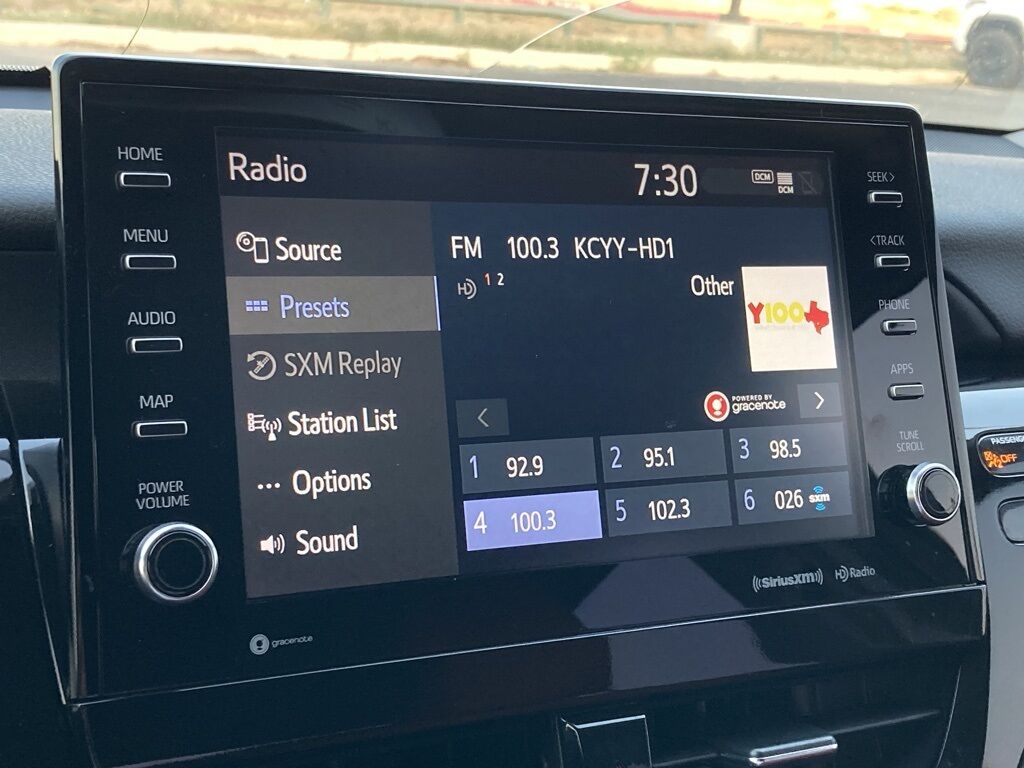 HOME
MENU
AUDIO
MAP
POWER
VOLUME
Radio
7:30
DCM
DCM
Source
Presets
SXM Replay
Station List
Options
Sound
FM 100.3 KCYY-HD1
HD 1 2
Other
Y100
POWERED BY
gracenote
1 92.9
2 95.1
3 98.5
4 100.3
5 102.3
6 026 sxm
SEEK>
<TRACK
PHONE
APPS
TUNE
SCROLL
PASSENG
OFF
((SiriusXM))
HD Radio
gracenote